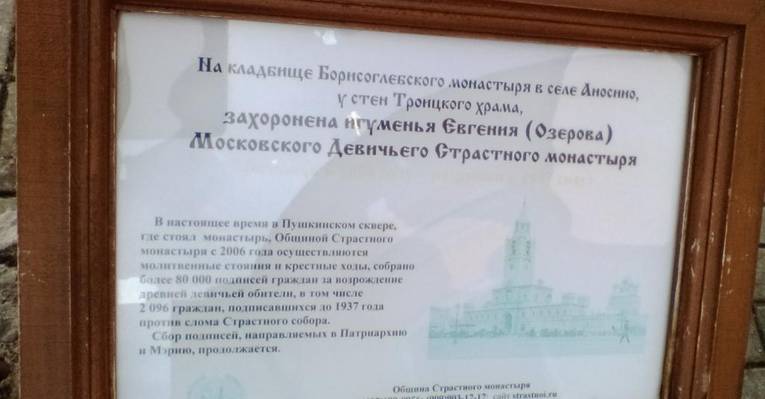 На кладбище Борисоглебского монастыря в селе Аносино,
у стен Троицкого храма,
захоронена игуменья Евгения (Озерова)
Московского Девичьего Страстного монастыря
В настоящее время в Пушкинском сквере,
где стоял монастырь, Общиной Страстного
монастыря с 2006 года осуществляются
молитвенные стояния и крестные ходы, собрано
более 80 000 подписей граждан за возрождение
древней девичьей обители, в том числе
2 096 граждан, подписавшихся до 1937 года
против слома Страстного собора.
Сбор подписей, направляемых в Патриархию
и Мэрию, продолжается.
Община Страстного монастыря
сайт strastnoi.ru